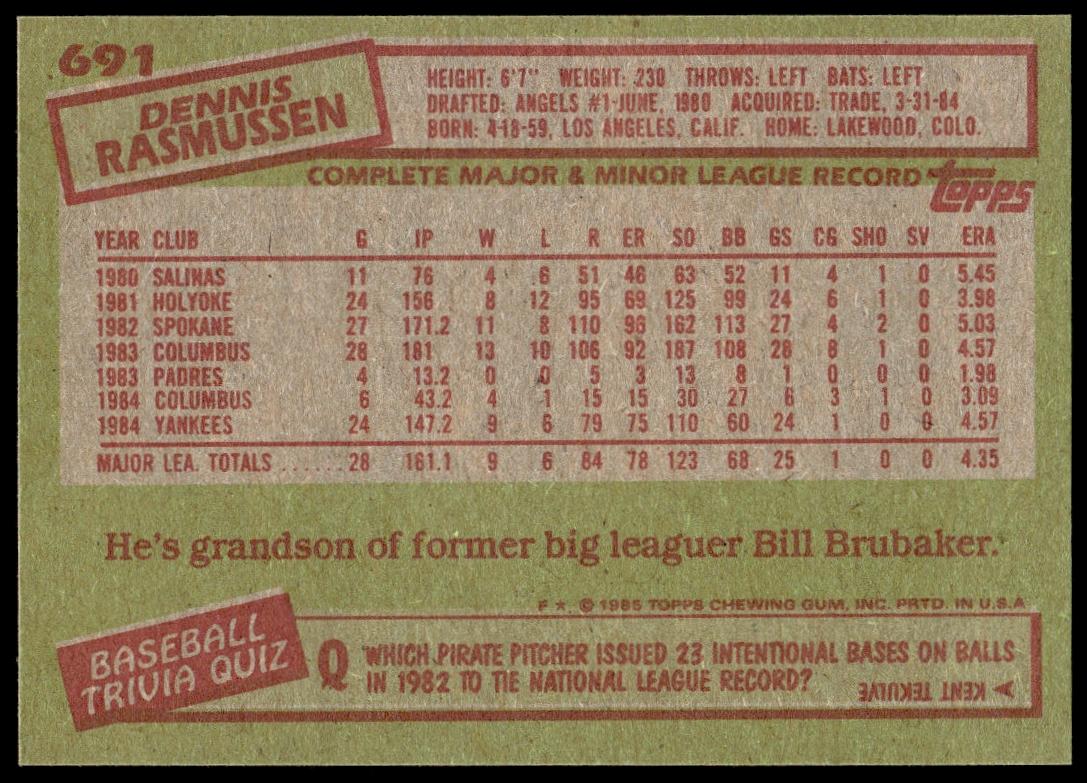 691
DENNIS
RASMUSSEN
HEIGHT: 6'7" WEIGHT: 230 THROWS: LEFT BATS: LEFT
DRAFTED: ANGELS #1-JUNE, 1980 ACQUIRED: TRADE, 3-31-84
BORN: 4-18-59, LOS ANGELES, CALIF. HOME: LAKEWOOD, COLO.
COMPLETE MAJOR & MINOR LEAGUE RECORD topps
YEAR CLUB G IP W L R ER SO BB GS CG SHO SV ERA
1980 SALINAS 11 76 4 6 51 46 63 52 11 4 1 0 5.45
1981 HOLYOKE 24 156 8 12 95 69 125 99 24 6 1 0 3.98
1982 SPOKANE 27 171.2 11 8 110 96 162 113 27 4 2 0 5.03
1983 COLUMBUS 28 181 13 10 106 92 187 108 28 8 1 0 4.57
1983 PADRES 4 13.2 0 0 5 3 13 8 1 0 0 0 1.98
1984 COLUMBUS 6 43.2 4 1 15 15 30 27 6 3 1 0 3.09
1984 YANKEES 24 147.2 9 6 79 75 110 60 24 1 0 0 4.57
MAJOR LEA. TOTALS ...... 28 161.1 9 6 84 78 123 68 25 1 0 0 4.35
He's grandson of former big leaguer Bill Brubaker.
F ★. © 1985 TOPPS CHEWING GUM, INC. PRTD. IN U.S.A
BASEBALL
TRIVIA QUIZ
Q WHICH PIRATE PITCHER ISSUED 23 INTENTIONAL BASES ON BALLS
IN 1982 TO TIE NATIONAL LEAGUE RECORD?
A KENT TEKULVE